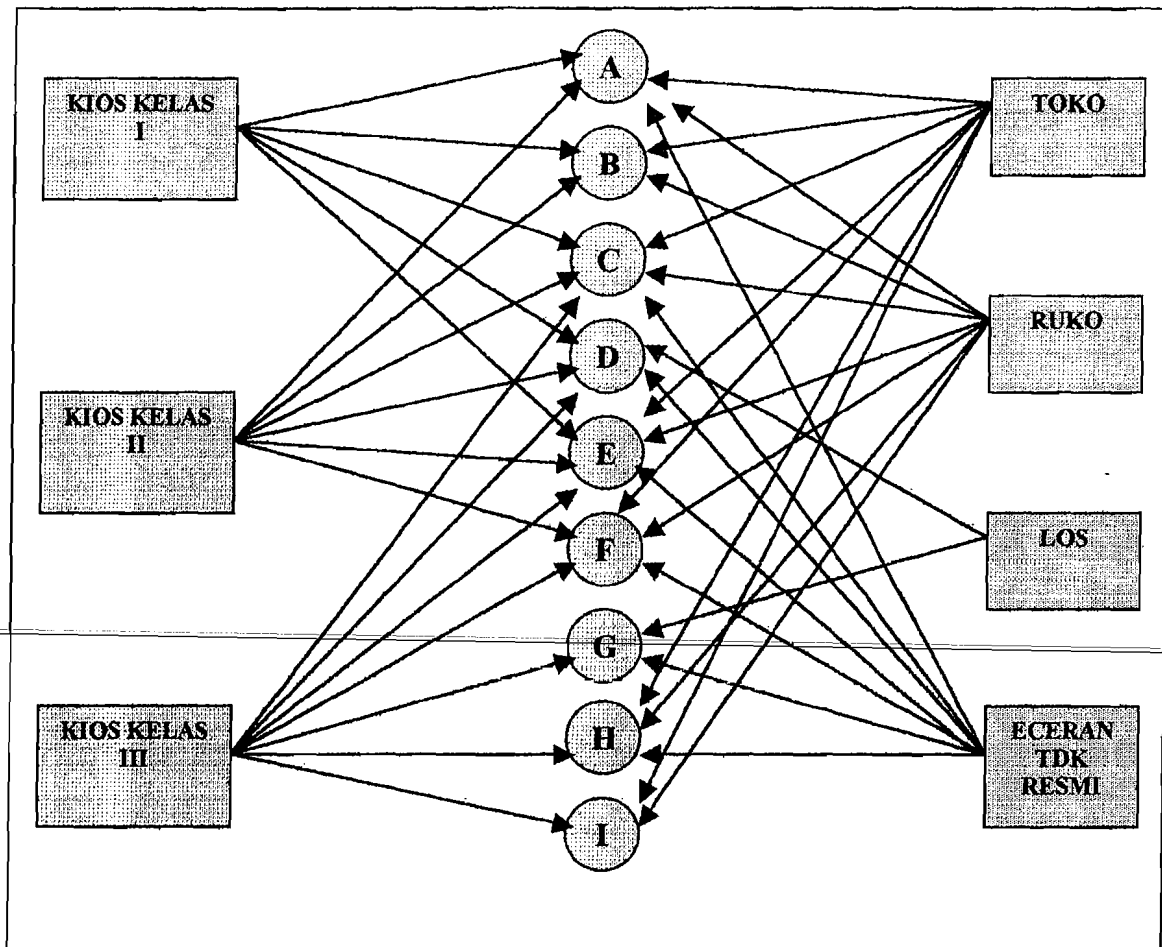 KIOS KELAS
I
KIOS KELAS
II
KIOS KELAS
III
A
B
C
D
E
F
G
H
I
TOKO
RUKO
LOS
ECERAN
TDK
RESMI